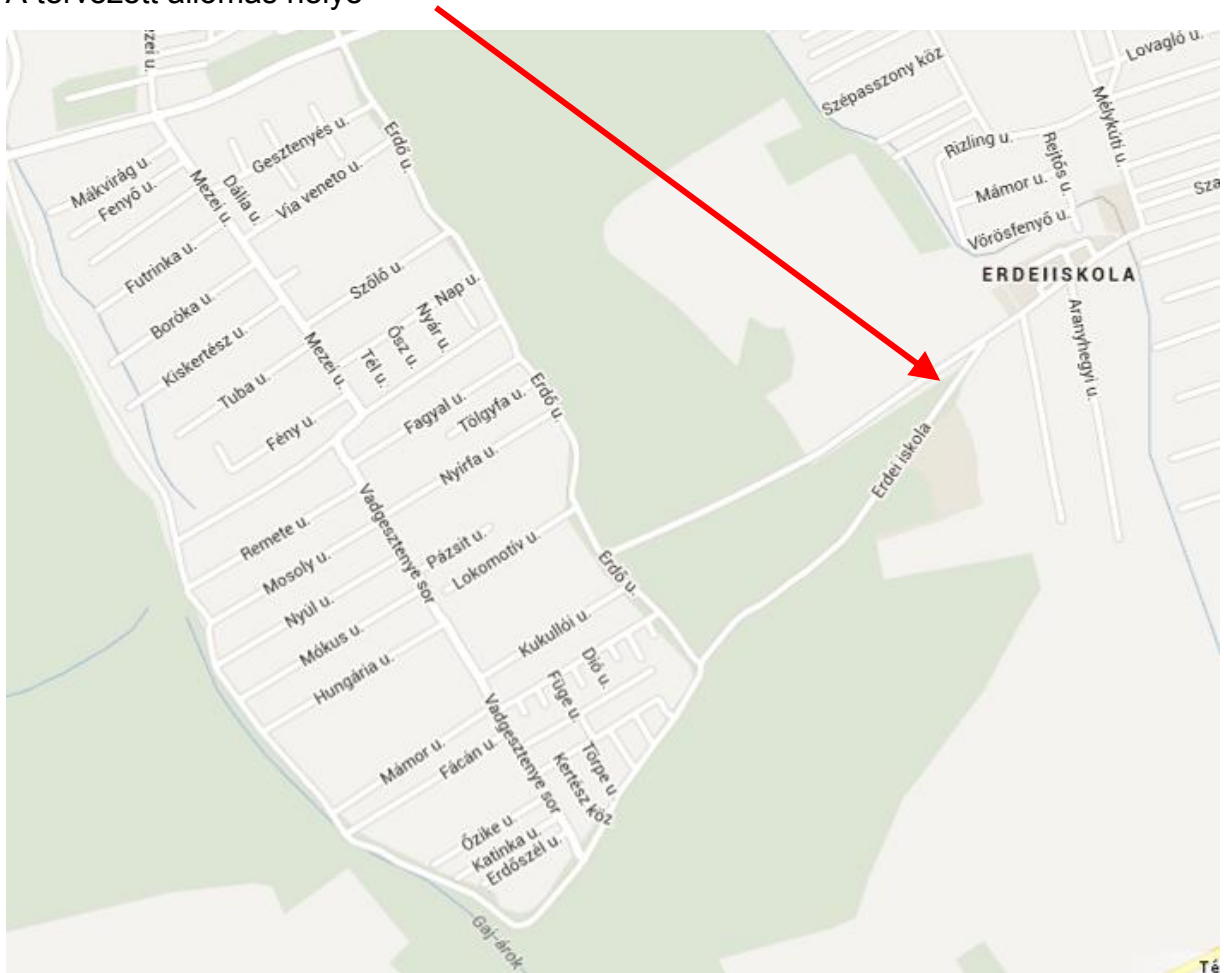 A tervezett állomás helye
zei u.
Lovagló u.
Szépasszony köz
Mélykúti u.
Erdő u.
Gesztenyés u.
Rizling u.
Rejtős u.
Mákvirág u.
Fenyő u.
Mezei u.
Dália u.
Via veneto u.
Mámor u.
Sza
Vörösfenyő u.
Futrinka u.
Szőlő u.
ERDEIISKOLA
Boróka u.
Nap u.
Nyár u.
Ősz u.
Tél u.
Aranyhegyi u.
Kiskertész u.
Mezei u.
Tuba u.
Erdő u.
Fagyal u.
Tölgyfa u.
Fény u.
Nyírfa u.
Erdei iskola
Vadgesztenye sor
Remete u.
Pázsit u.
Mosoly u.
Lokomotív u.
Erdő u.
Nyúl u.
Mókus u.
Kukullói u.
Hungária u.
Dió u.
Füge u.
Vadgesztenye sor
Mámor u.
Fácán u.
Törpe u.
Kertész köz
Őzike u.
Katinka u.
Erdőszél u.
Gaj-árok
Té